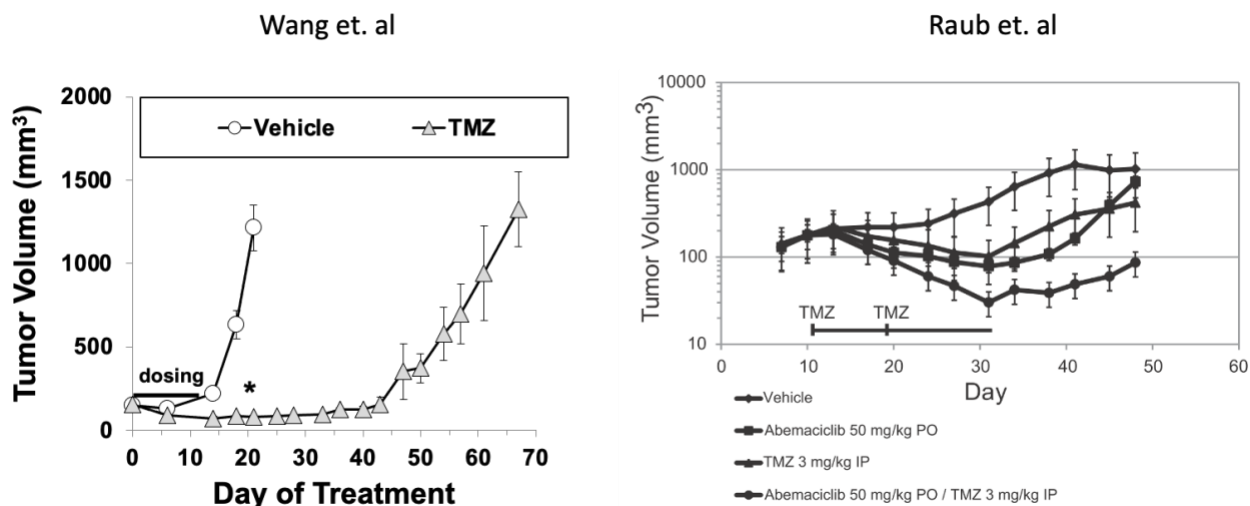 Wang et. al
Tumor Volume (mm³)
2000
1500
1000
500
0
Vehicle
TMZ
dosing
*
0 10 20 30 40 50 60 70
Day of Treatment
Raub et. al
Tumor Volume (mm³)
10000
1000
100
10
TMZ TMZ
0 10 20 30 40 50 60
Day
Vehicle
Abemaciclib 50 mg/kg PO
TMZ 3 mg/kg IP
Abemaciclib 50 mg/kg PO / TMZ 3 mg/kg IP